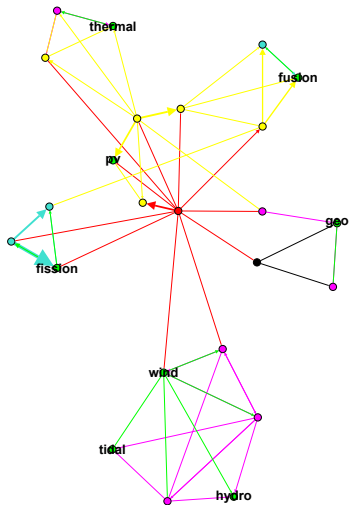 thermal
fusion
pv
geo
fission
wind
tidal
hydro